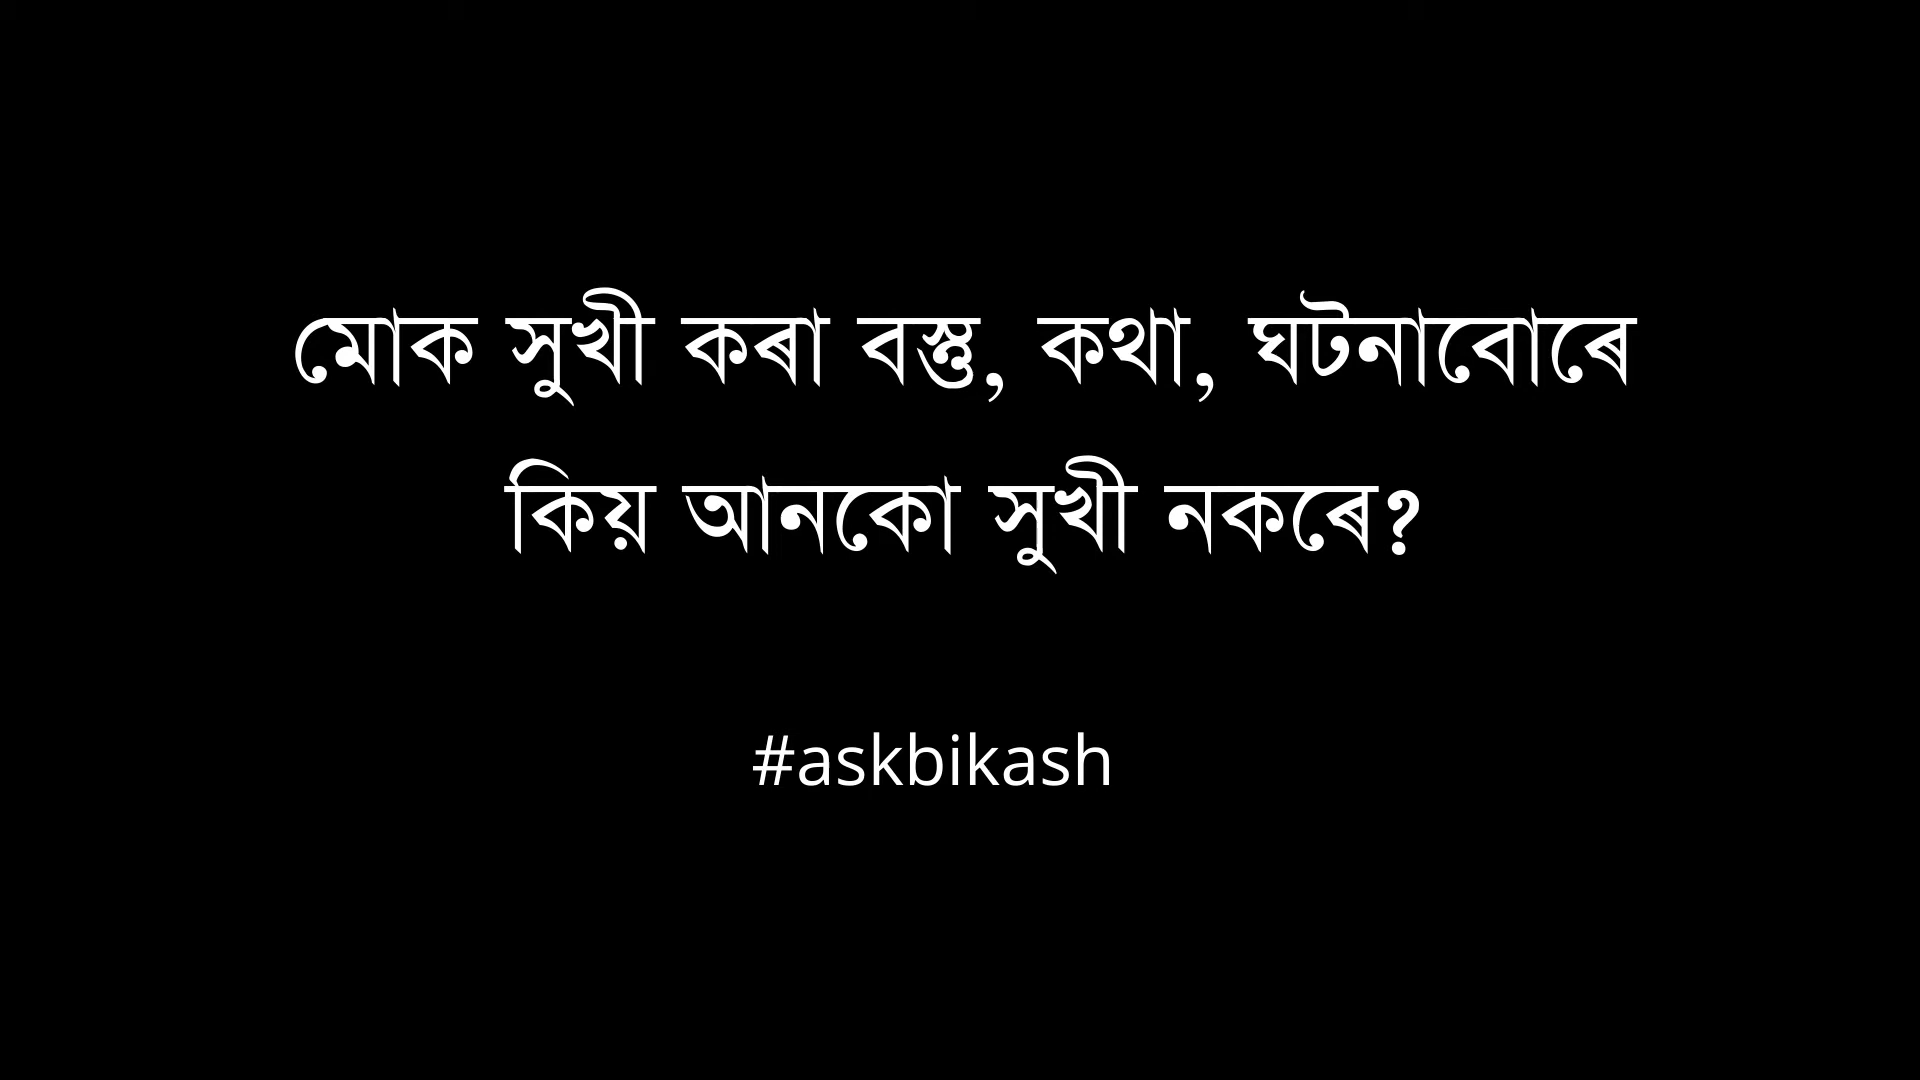 মোক সুখী কৰা বস্তু, কথা, ঘটনাবোৰে
কিয় আনকো সুখী নকৰে?
#askbikash